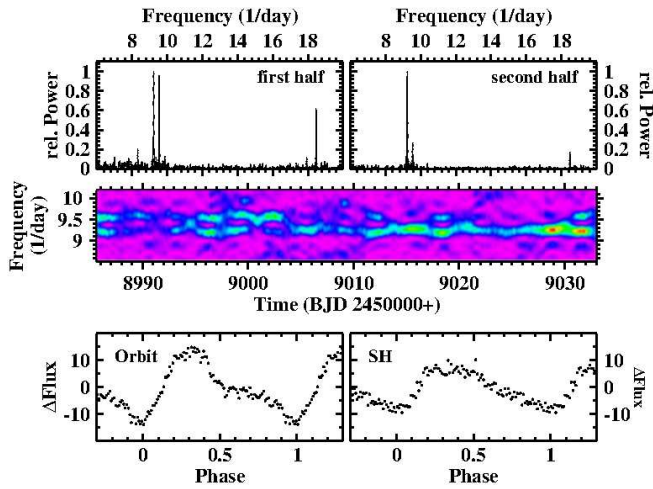 Frequency (1/day) Frequency (1/day)
8 10 12 14 16 18 8 10 12 14 16 18
rel. Power 1 0.8 0.6 0.4 0.2 0 first half second half 1 0.8 0.6 0.4 0.2 0 rel. Power
Frequency (1/day) 10 9.5 9 10 9.5 9
8990 9000 9010 9020 9030
Time (BJD 2450000+)
ΔFlux 10 0 -10 Orbit SH 10 0 -10 ΔFlux
0 0.5 1 0 0.5 1
Phase Phase